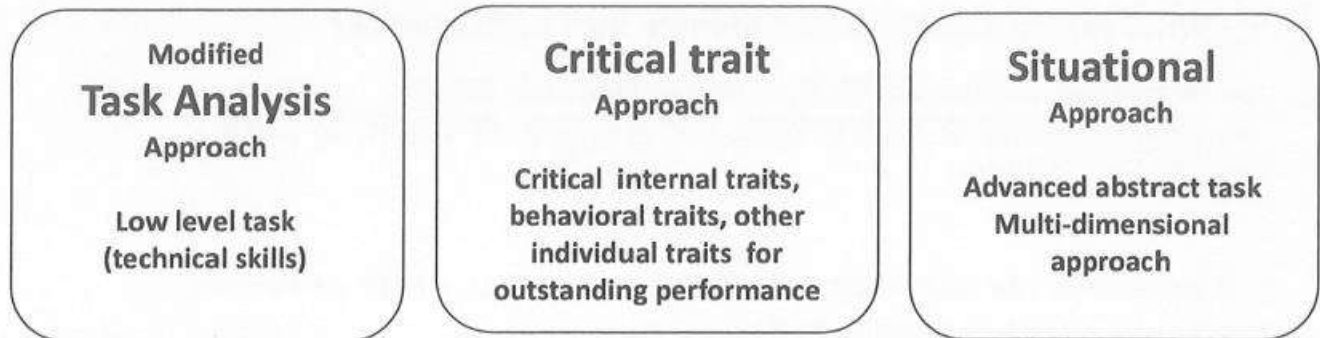 Modified
Task Analysis
Approach
Low level task
(technical skills)
Critical trait
Approach
Critical internal traits,
behavioral traits, other
individual traits for
outstanding performance
Situational
Approach
Advanced abstract task
Multi-dimensional
approach